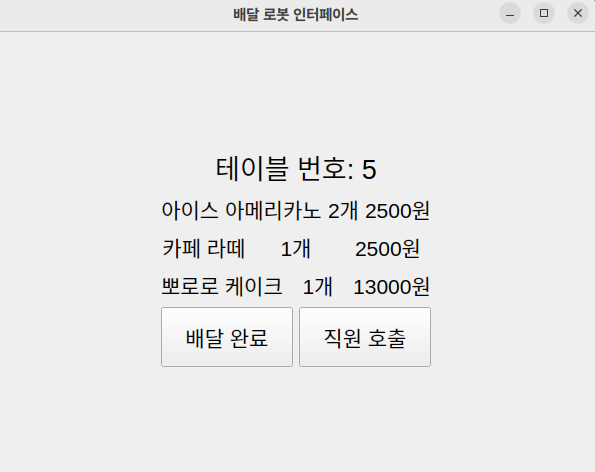 배달 로봇 인터페이스
테이블 번호: 5
아이스 아메리카노 2개 2500원
카페 라떼 1개 2500원
뽀로로 케이크 1개 13000원
배달 완료 직원 호출